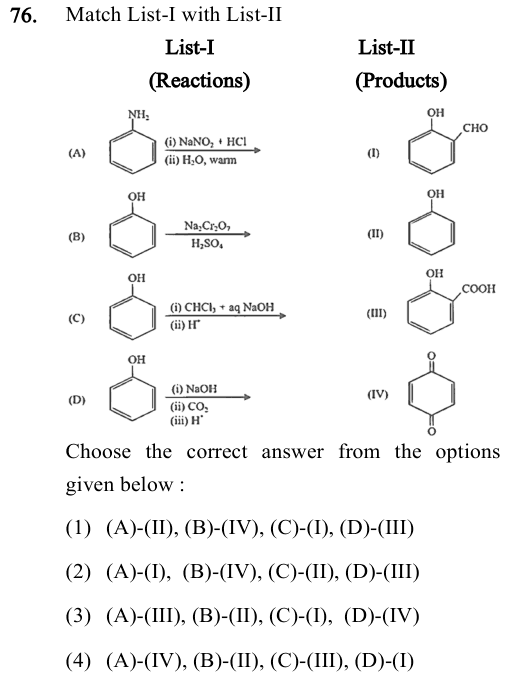 76. Match List-I with List-II
List-I List-II
(Reactions) (Products)
NH₂ OH
CHO
(A) (i) NaNO₂ + HCl (I)
(ii) H₂O, warm
OH OH
(B) Na₂Cr₂O₇ (II)
H₂SO₄
OH OH
COOH
(C) (i) CHCl₃ + aq NaOH (III)
(ii) H⁺
OH O
(D) (i) NaOH (IV)
(ii) CO₂
(iii) H⁺ O
Choose the correct answer from the options
given below :
(1) (A)-(II), (B)-(IV), (C)-(I), (D)-(III)
(2) (A)-(I), (B)-(IV), (C)-(II), (D)-(III)
(3) (A)-(III), (B)-(II), (C)-(I), (D)-(IV)
(4) (A)-(IV), (B)-(II), (C)-(III), (D)-(I)